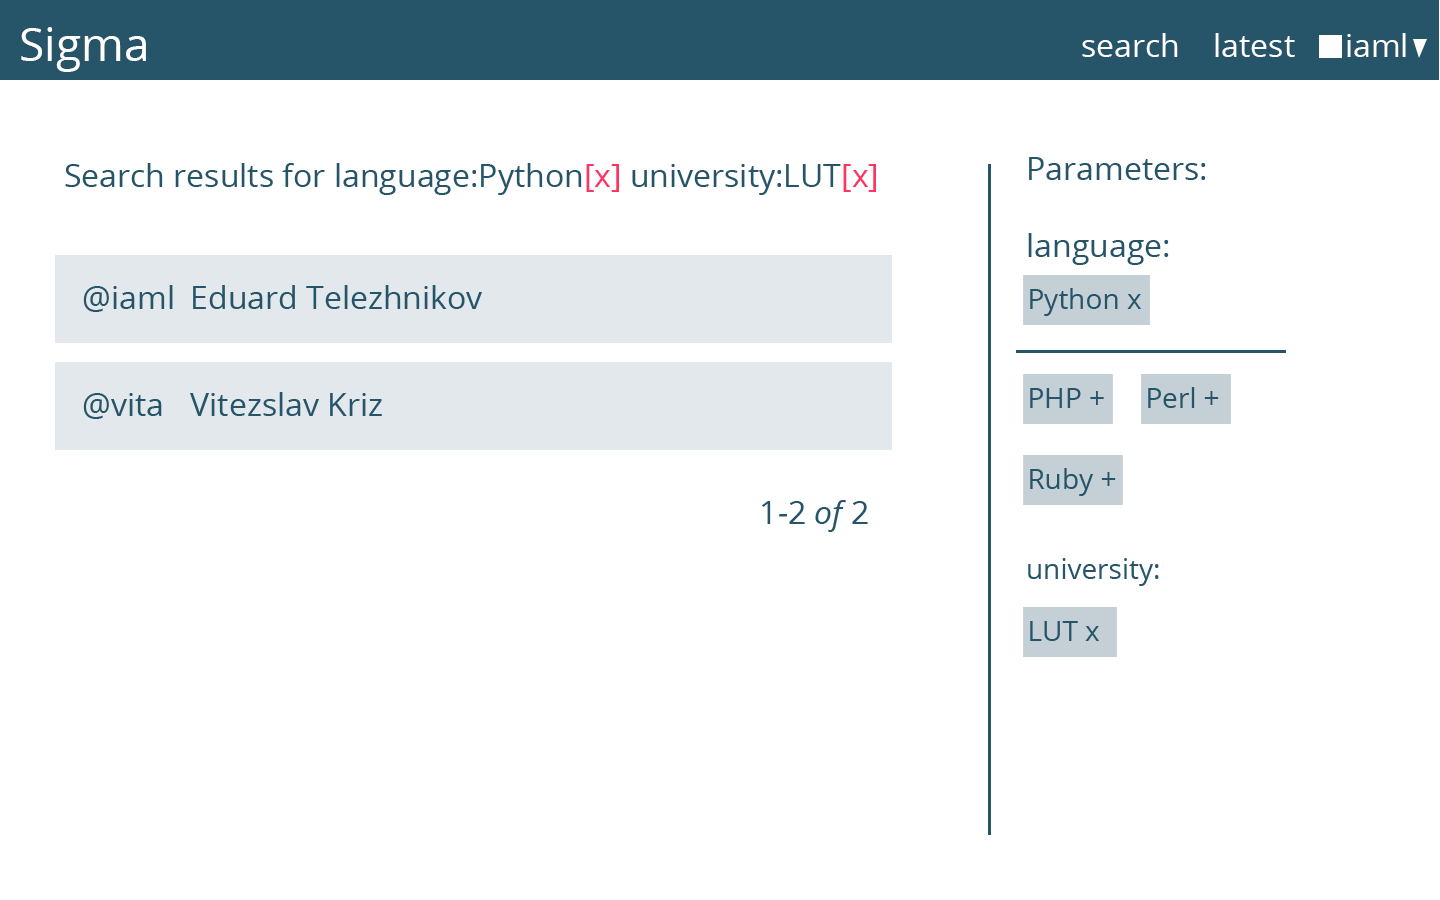 Sigma
search latest iaml
Search results for language:Python[x] university:LUT[x]
@iaml Eduard Telezhnikov
@vita Vitezslav Kriz
1-2 of 2
Parameters:
language:
Python x
PHP + Perl +
Ruby +
university:
LUT x